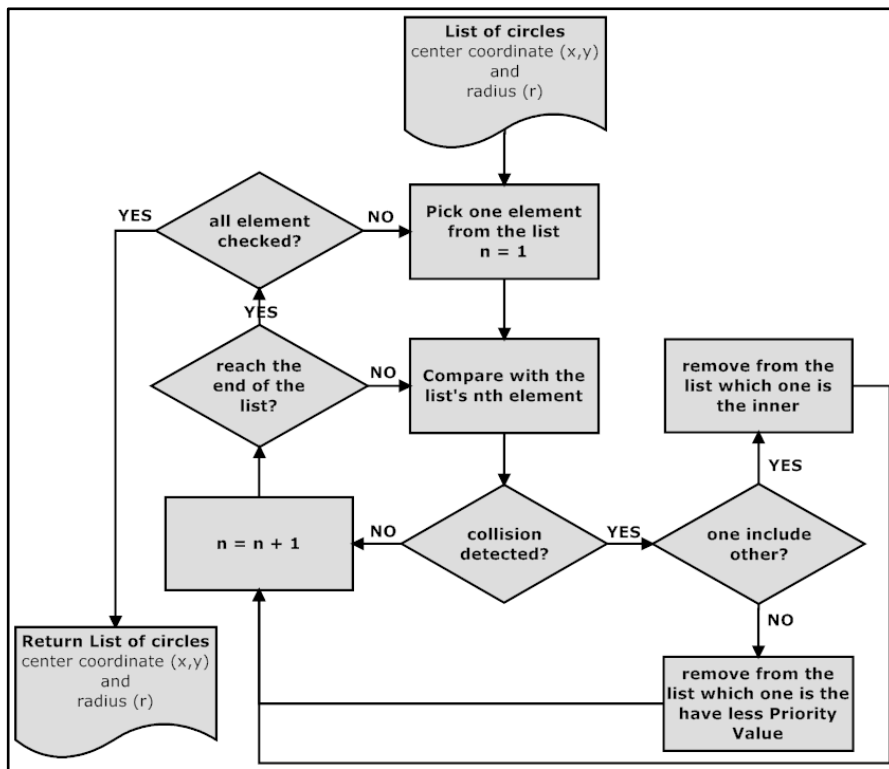 List of circles
center coordinate (x,y)
and
radius (r)
YES
all element
checked?
NO
Pick one element
from the list
n = 1
YES
reach the
end of the
list?
NO
Compare with the
list's nth element
remove from the
list which one is
the inner
YES
n = n + 1
NO
collision
detected?
YES
one include
other?
NO
Return List of circles
center coordinate (x,y)
and
radius (r)
remove from the
list which one is the
have less Priority
Value